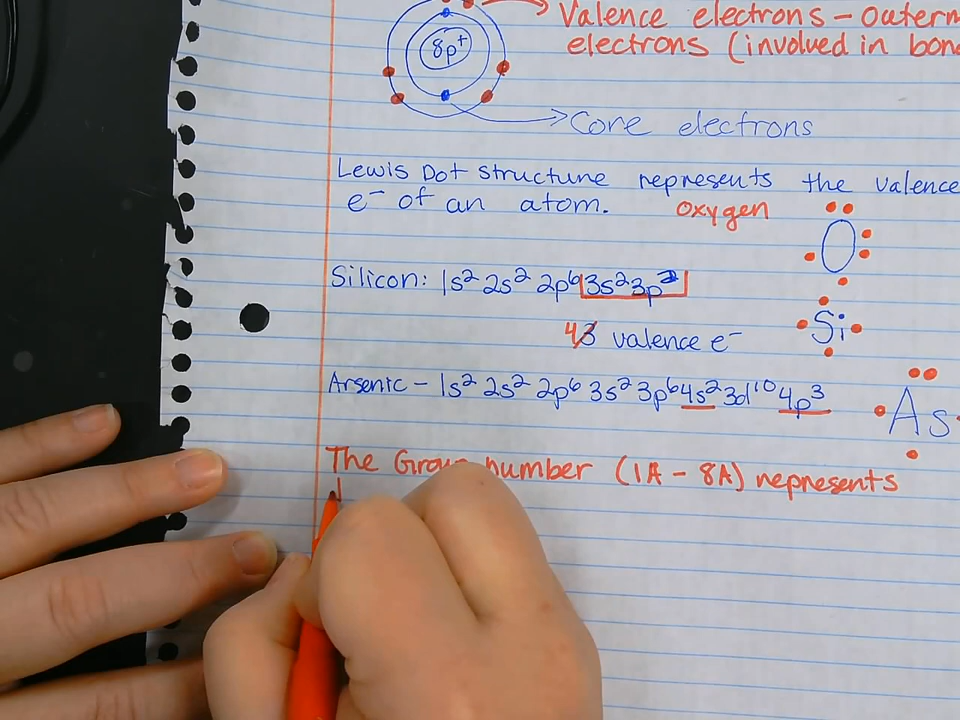 8p⁺
Valence electrons – outerm
electrons (involved in bon
Core electrons
Lewis Dot structure represents the valence
e⁻ of an atom. oxygen
O
Silicon: 1s² 2s² 2p⁶ 3s² 3p²
4 valence e⁻
Si
Arsenic – 1s² 2s² 2p⁶ 3s² 3p⁶ 4s² 3d¹⁰ 4p³
As
The Group number (1A – 8A) represents